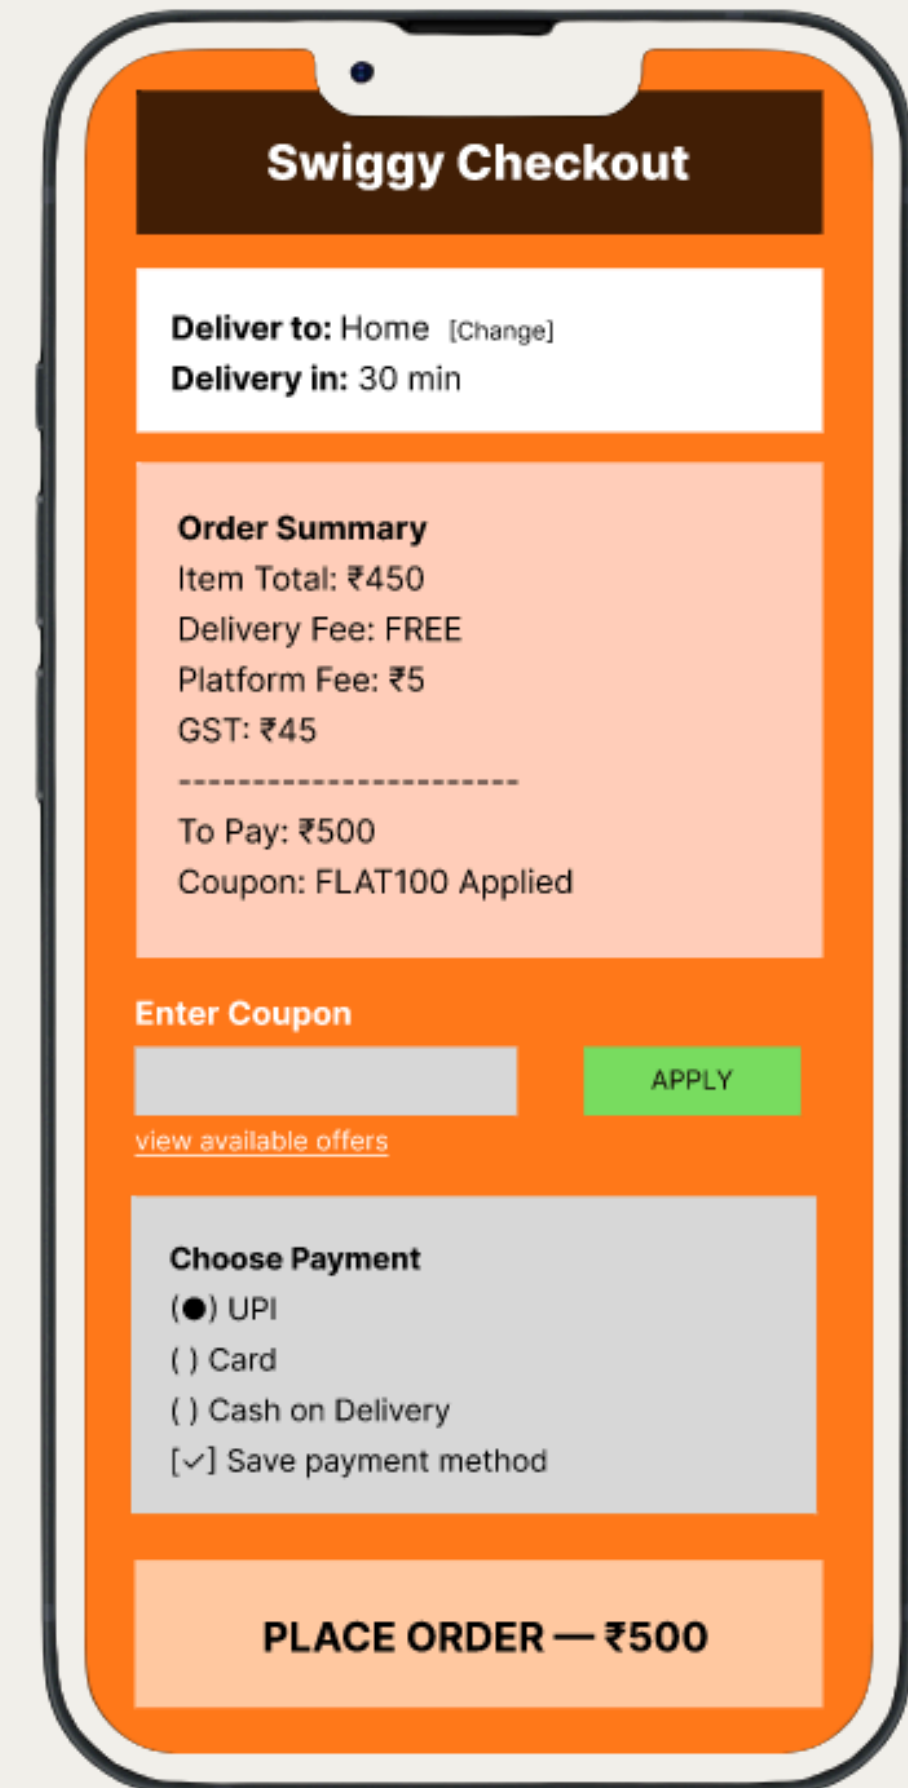 Swiggy Checkout
Deliver to: Home [Change]
Delivery in: 30 min
Order Summary
Item Total: ₹450
Delivery Fee: FREE
Platform Fee: ₹5
GST: ₹45
-----------------------
To Pay: ₹500
Coupon: FLAT100 Applied
Enter Coupon
APPLY
view available offers
Choose Payment
(●) UPI
( ) Card
( ) Cash on Delivery
[✓] Save payment method
PLACE ORDER — ₹500